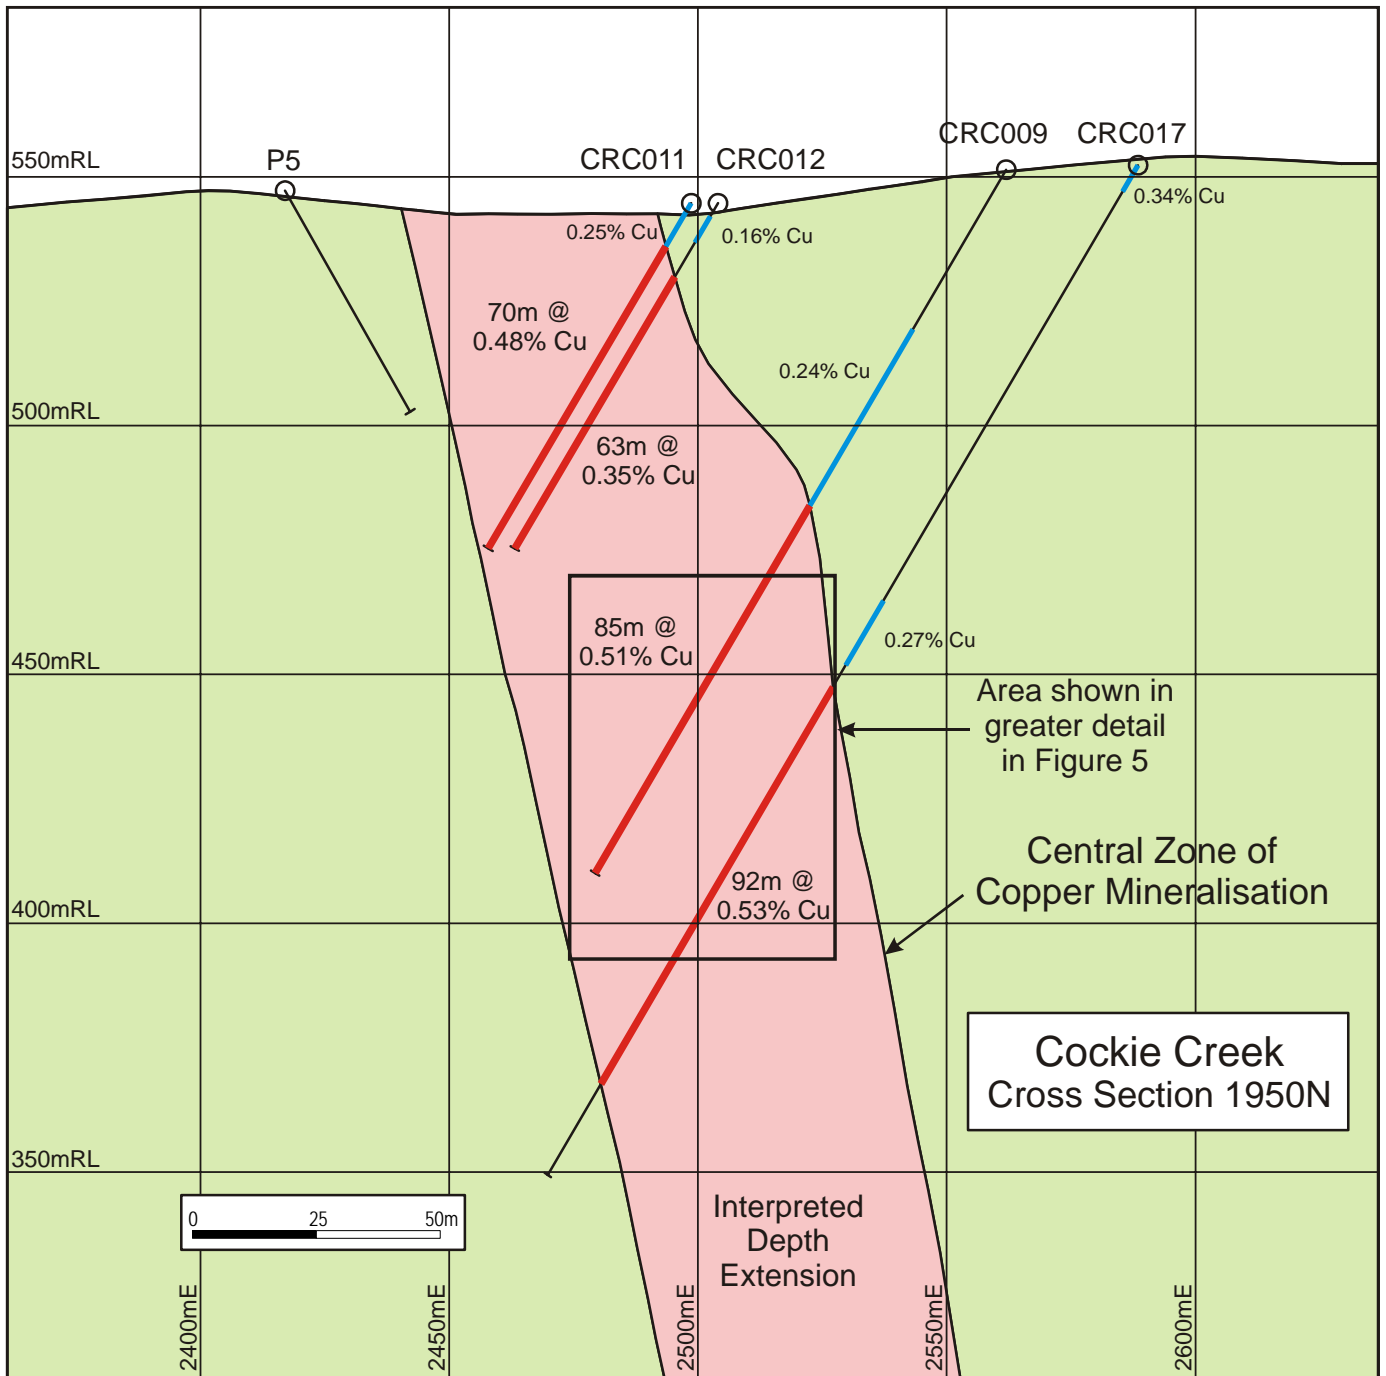 550mRL
P5
CRC011
CRC012
CRC009
CRC017
0.34% Cu
0.25% Cu
0.16% Cu
70m @
0.48% Cu
0.24% Cu
500mRL
63m @
0.35% Cu
85m @
0.51% Cu
0.27% Cu
450mRL
Area shown in
greater detail
in Figure 5
Central Zone of
Copper Mineralisation
92m @
0.53% Cu
400mRL
Cockie Creek
Cross Section 1950N
350mRL
0 25 50m
Interpreted
Depth
Extension
2400mE
2450mE
2500mE
2550mE
2600mE